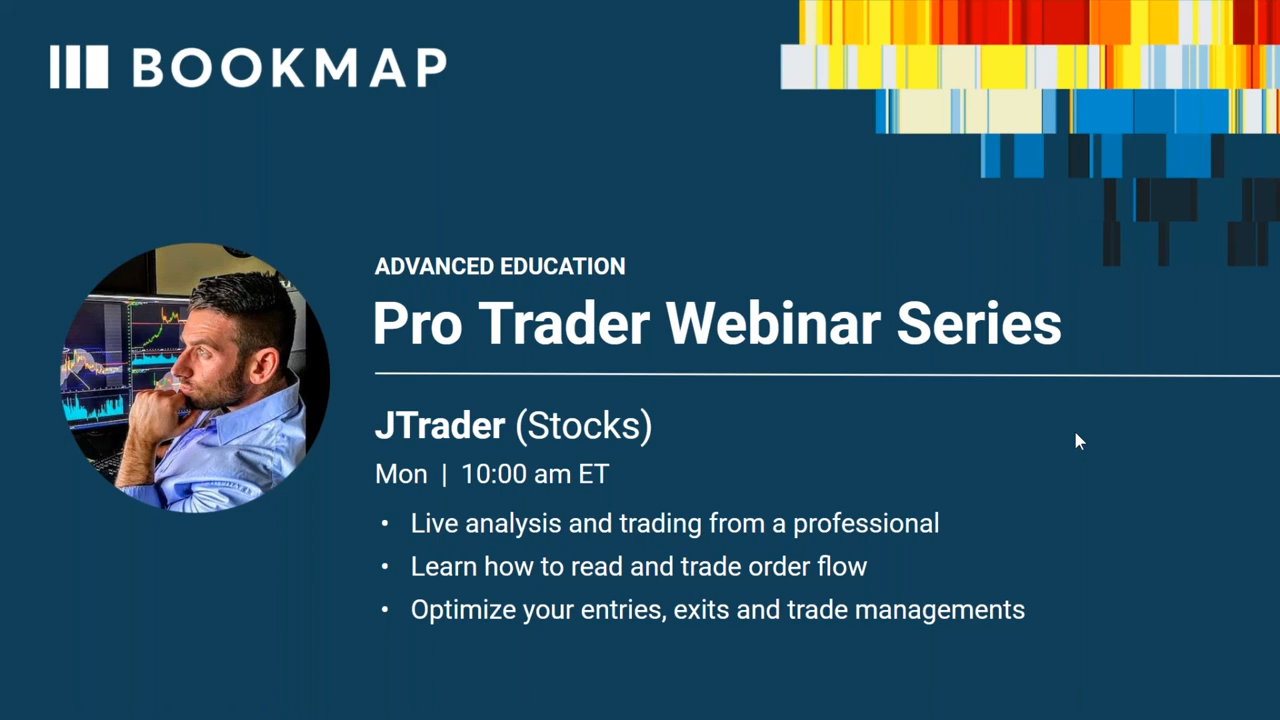 BOOKMAP
ADVANCED EDUCATION
Pro Trader Webinar Series
JTrader (Stocks)
Mon | 10:00 am ET
• Live analysis and trading from a professional
• Learn how to read and trade order flow
• Optimize your entries, exits and trade managements